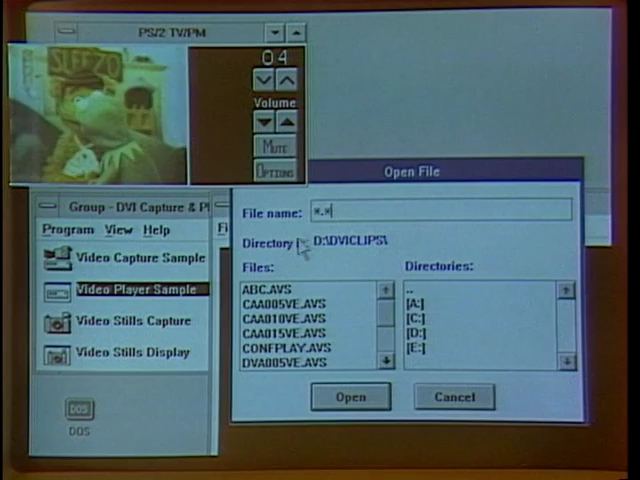 PS/2 TV/PM
SLEEZO
04
Volume
Mute
Options
Open File
Group - DVI Capture & Pl
Program View Help
Fi
File name: *.*
Directory i D:\DVICLIPS\
Files:
Directories:
Video Capture Sample
Video Player Sample
Video Stills Capture
Video Stills Display
ABC.AVS
CAA005VE.AVS
CAA010VE.AVS
CAA015VE.AVS
CONFPLAY.AVS
DVA005VE.AVS
..
[A:]
[C:]
[D:]
[E:]
Open
Cancel
DOS
DOS